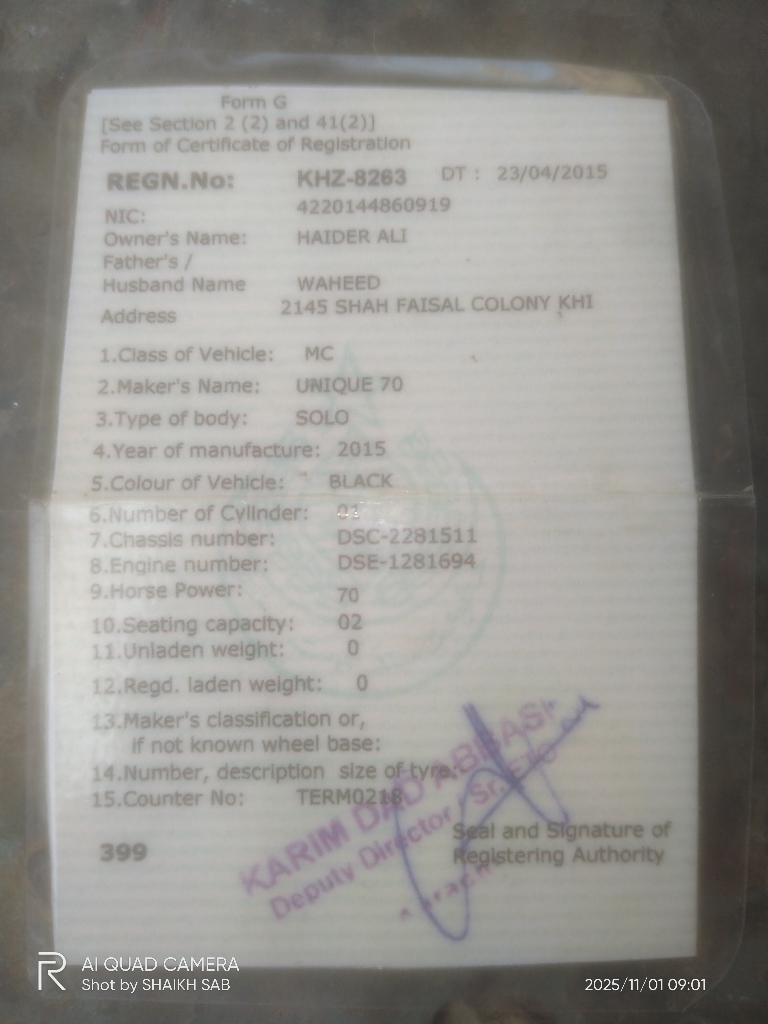 Form G
[See Section 2 (2) and 41(2)]
Form of Certificate of Registration
REGN.No: KHZ-8263 DT : 23/04/2015
NIC: 4220144860919
Owner's Name: HAIDER ALI
Father's /
Husband Name WAHEED
Address 2145 SHAH FAISAL COLONY KHI
1.Class of Vehicle: MC
2.Maker's Name: UNIQUE 70
3.Type of body: SOLO
4.Year of manufacture: 2015
5.Colour of Vehicle: BLACK
6.Number of Cylinder: 01
7.Chassis number: DSC-2281511
8.Engine number: DSE-1281694
9.Horse Power: 70
10.Seating capacity: 02
11.Unladen weight: 0
12.Regd. laden weight: 0
13.Maker's classification or,
if not known wheel base:
14.Number, description size of tyre:
15.Counter No: TERM0218
399
KARIM DAD ABBASI
Deputy Director / Sr. ETO
Karachi
Seal and Signature of
Registering Authority
AI QUAD CAMERA
Shot by SHAIKH SAB
2025/11/01 09:01